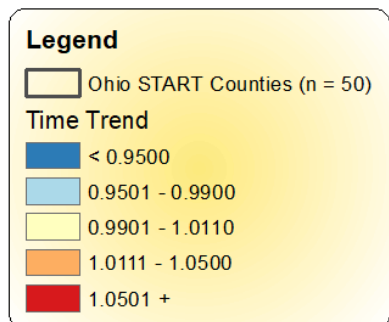 Legend
Ohio START Counties (n = 50)
Time Trend
< 0.9500
0.9501 - 0.9900
0.9901 - 1.0110
1.0111 - 1.0500
1.0501 +